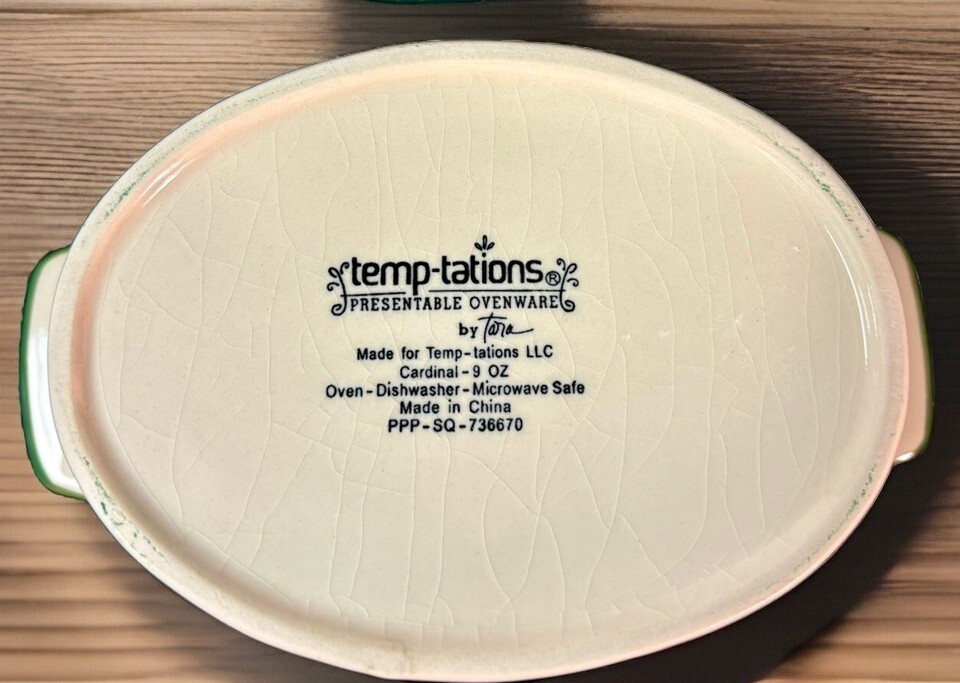 temp-tations®
PRESENTABLE OVENWARE
by Tara
Made for Temp-tations LLC
Cardinal-9 OZ
Oven-Dishwasher-Microwave Safe
Made in China
PPP-SQ-736670